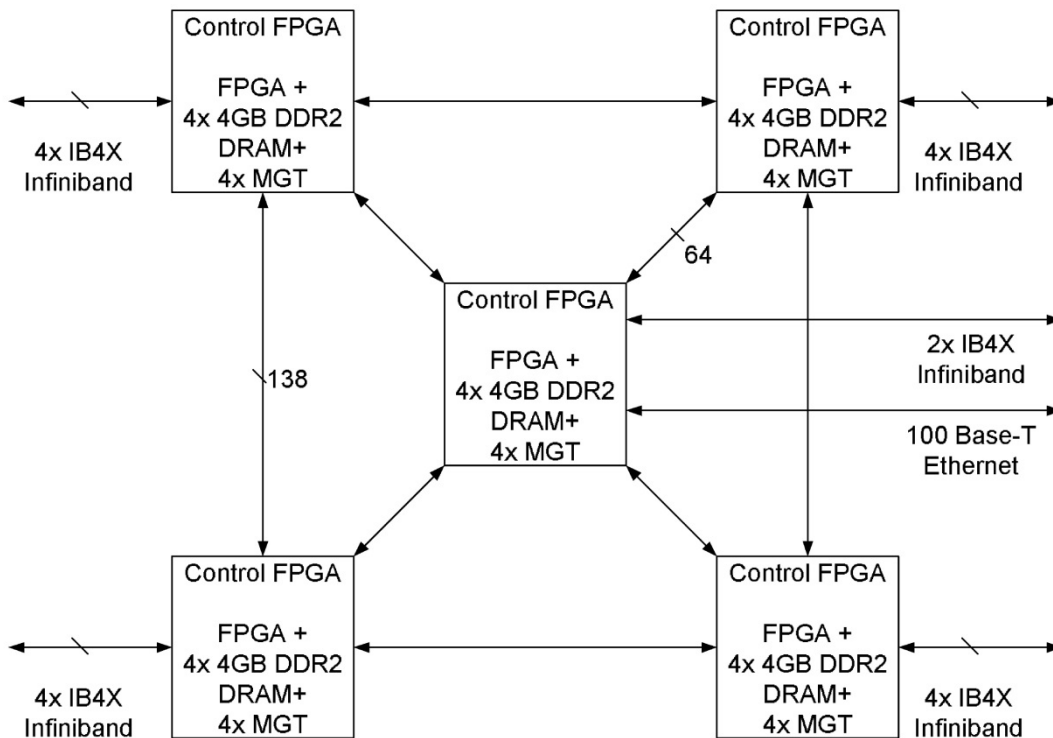 Control FPGA
FPGA +
4x 4GB DDR2
DRAM+
4x MGT
Control FPGA
FPGA +
4x 4GB DDR2
DRAM+
4x MGT
4x IB4X
Infiniband
4x IB4X
Infiniband
64
Control FPGA
FPGA +
4x 4GB DDR2
DRAM+
4x MGT
2x IB4X
Infiniband
138
100 Base-T
Ethernet
Control FPGA
FPGA +
4x 4GB DDR2
DRAM+
4x MGT
Control FPGA
FPGA +
4x 4GB DDR2
DRAM+
4x MGT
4x IB4X
Infiniband
4x IB4X
Infiniband